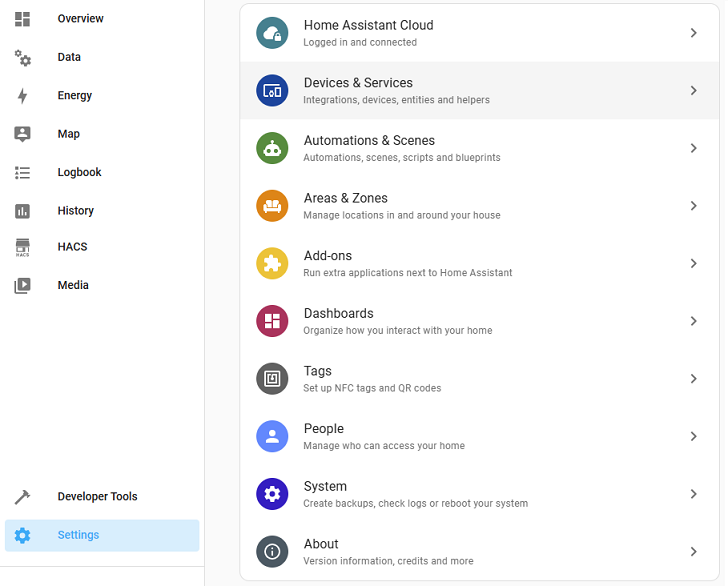 Overview
Data
Energy
Map
Logbook
History
HACS
HACS
Media
Developer Tools
Settings
Home Assistant Cloud
Logged in and connected
Devices & Services
Integrations, devices, entities and helpers
Automations & Scenes
Automations, scenes, scripts and blueprints
Areas & Zones
Manage locations in and around your house
Add-ons
Run extra applications next to Home Assistant
Dashboards
Organize how you interact with your home
Tags
Set up NFC tags and QR codes
People
Manage who can access your home
System
Create backups, check logs or reboot your system
About
Version information, credits and more